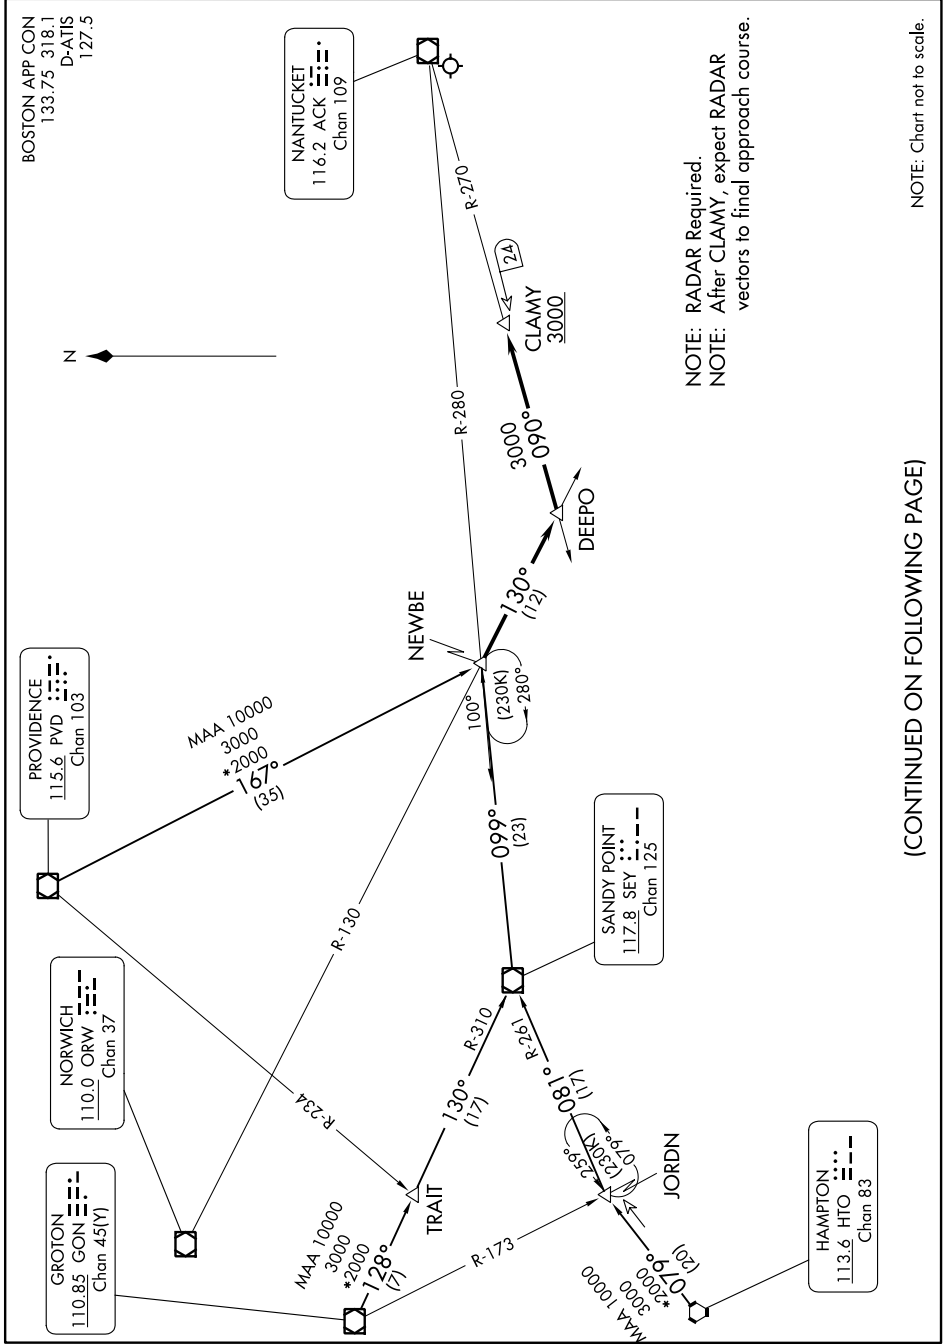 BOSTON APP CON
133.75 318.1
D-ATIS
127.5
N
GROTON
110.85 GON
Chan 45(Y)
NORWICH
110.0 ORW
Chan 37
PROVIDENCE
115.6 PVD
Chan 103
NANTUCKET
116.2 ACK
Chan 109
MAA 10000
3000
*2000
167°
(35)
R-234
R-130
R-280
R-270
24
NEWBE
CLAMY
3000
MAA 10000
3000
*2000
128°
(7)
TRAIT
130°
(17)
R-310
099°
(23)
100°
(230K)
280°
130°
(12)
3000
090°
DEEPO
R-173
R-261
081°
(17)
259°
(230K)
079°
JORDN
MAA 10000
3000
*2000
079°
(20)
SANDY POINT
117.8 SEY
Chan 125
HAMPTON
113.6 HTO
Chan 83
NOTE: RADAR Required.
NOTE: After CLAMY, expect RADAR
vectors to final approach course.
(CONTINUED ON FOLLOWING PAGE)
NOTE: Chart not to scale.